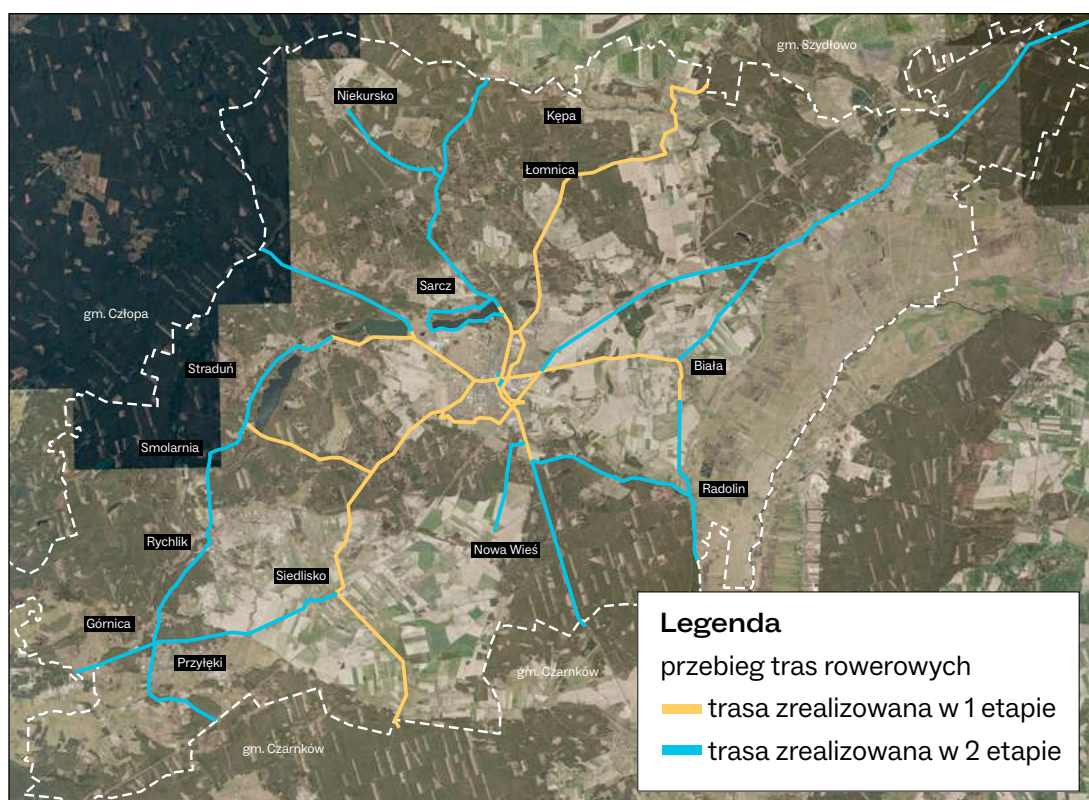 gm. Szydłowo
Niekursko
Kępa
Łomnica
Sarcz
gm. Człopa
Straduń
Biała
Smolarnia
Radolin
Rychlik
Nowa Wieś
Siedlisko
Górnica
Przyłęki
gm. Czarnków
gm. Czarnków
Legenda
przebieg tras rowerowych
trasa zrealizowana w 1 etapie
trasa zrealizowana w 2 etapie